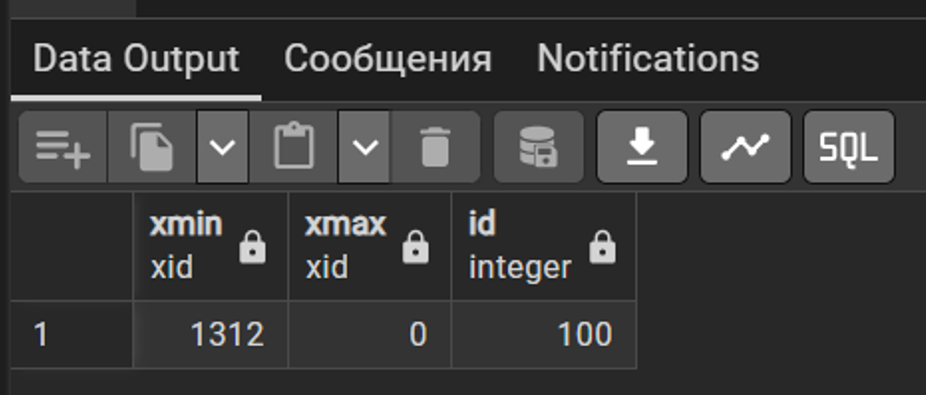 Data Output Сообщения Notifications
SQL
xmin xmax id
xid xid integer
1 1312 0 100